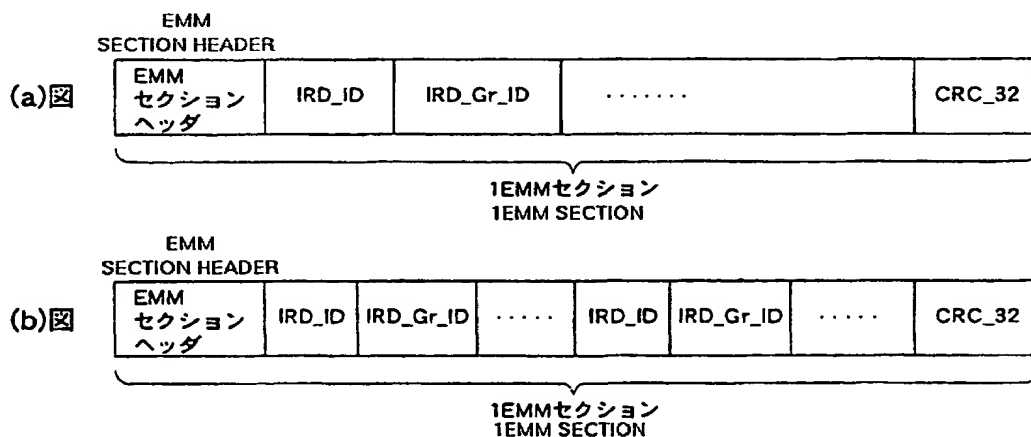 EMM
SECTION HEADER
(a)図
EMM
セクション
ヘッダ
IRD_ID
IRD_Gr_ID
.......
CRC_32
1EMMセクション
1EMM SECTION
EMM
SECTION HEADER
(b)図
EMM
セクション
ヘッダ
IRD_ID
IRD_Gr_ID
.....
IRD_ID
IRD_Gr_ID
.....
CRC_32
1EMMセクション
1EMM SECTION